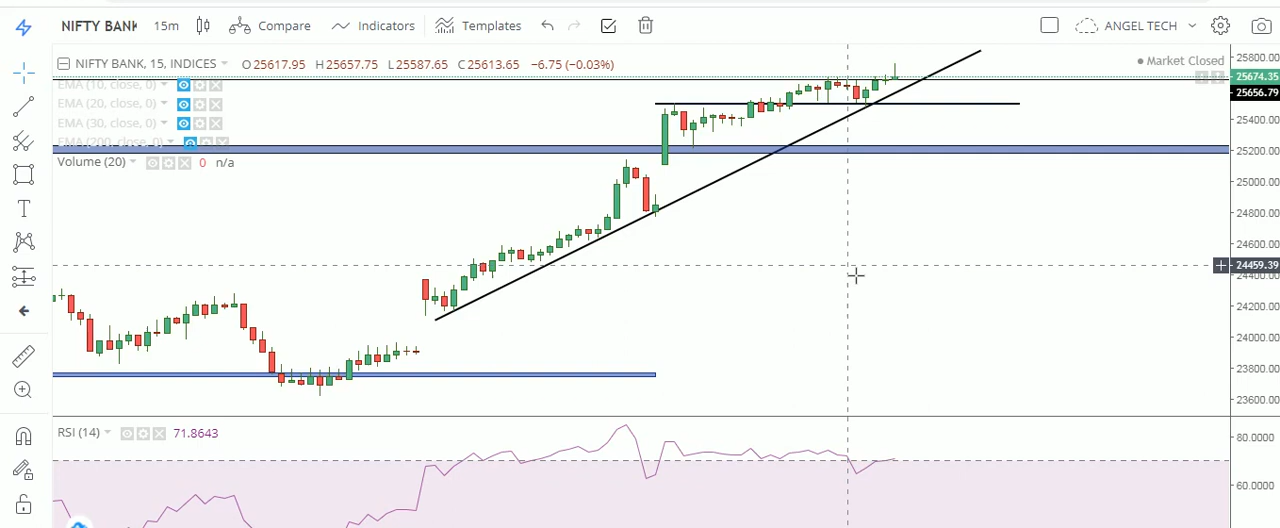 NIFTY BANK 15m Compare Indicators Templates ANGEL TECH
NIFTY BANK, 15, INDICES O 25617.95 H 25657.75 L 25587.65 C 25613.65 −6.75 (−0.03%)
Market Closed
EMA (10, close, 0)
EMA (20, close, 0)
EMA (30, close, 0)
EMA (200, close, 0)
Volume (20) 0 n/a
25800.00
25674.35
25656.79
25400.00
25200.00
25000.00
24800.00
24600.00
24459.39
24400.00
24200.00
24000.00
23800.00
23600.00
RSI (14) 71.8643
80.0000
60.0000
T